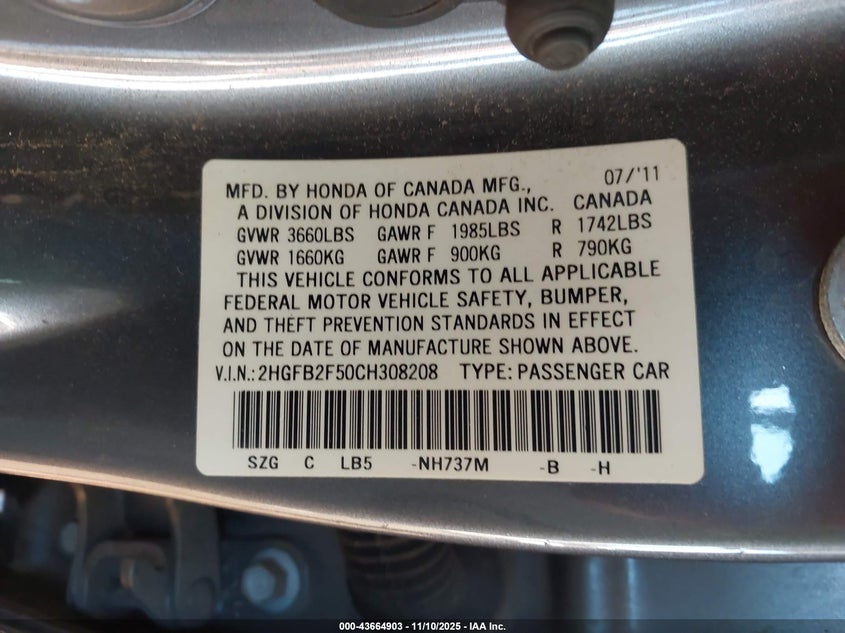 07/'11
MFD. BY HONDA OF CANADA MFG.,
A DIVISION OF HONDA CANADA INC. CANADA
GVWR 3660LBS GAWR F 1985LBS R 1742LBS
GVWR 1660KG GAWR F 900KG R 790KG
THIS VEHICLE CONFORMS TO ALL APPLICABLE
FEDERAL MOTOR VEHICLE SAFETY, BUMPER,
AND THEFT PREVENTION STANDARDS IN EFFECT
ON THE DATE OF MANUFACTURE SHOWN ABOVE.
V.I.N.:2HGFB2F50CH308208 TYPE: PASSENGER CAR
SZG C LB5 -NH737M -B -H
000-43664903 - 11/10/2025 - IAA Inc.